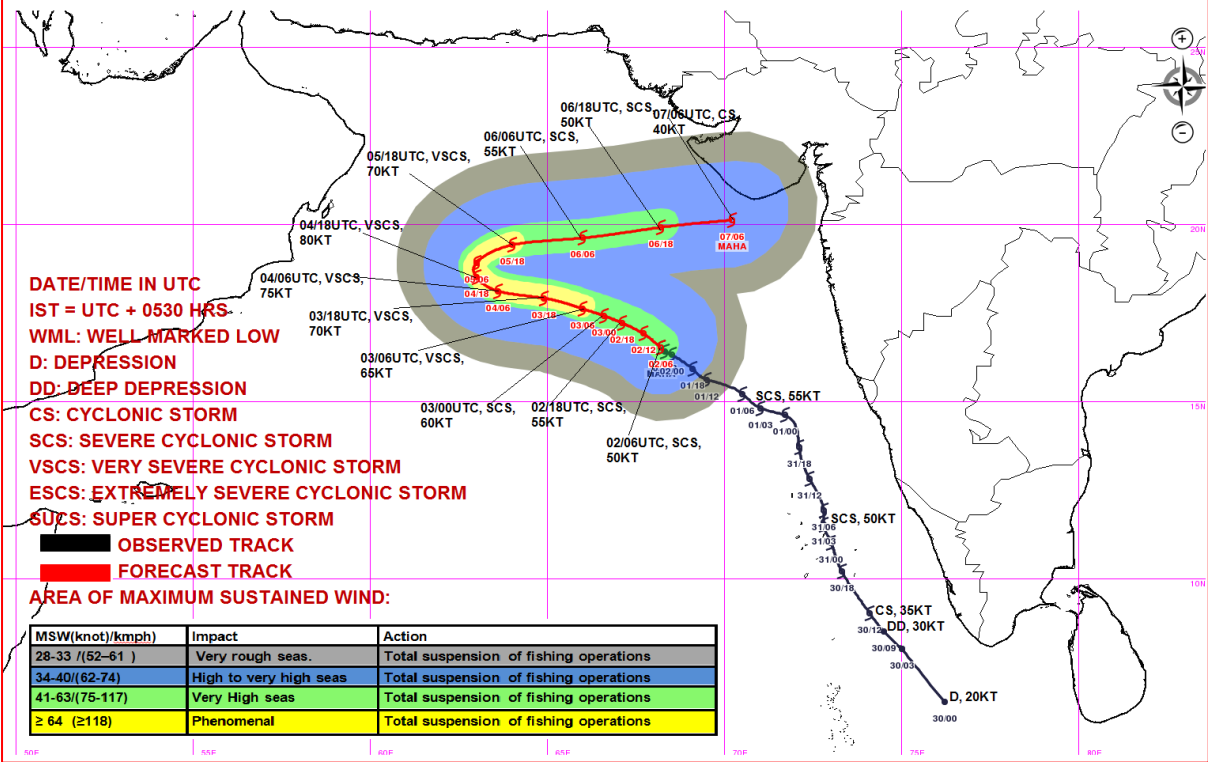 +
25N
-
06/18UTC, SCS,
50KT
07/06UTC, CS
40KT
06/06UTC, SCS,
55KT
05/18UTC, VSCS,
70KT
04/18UTC, VSCS,
80KT
20N
07/06
MAHA
06/18
06/06
05/18
05/06
04/18
04/06
03/18
03/06
03/00
02/18
02/12
02/06
02/00
04/06UTC, VSCS,
75KT
03/18UTC, VSCS,
70KT
03/06UTC, VSCS,
65KT
03/00UTC, SCS,
60KT
02/18UTC, SCS,
55KT
02/06UTC, SCS,
50KT
01/18
01/12
SCS, 55KT
01/06
01/03
01/00
15N
31/18
31/12
SCS, 50KT
31/06
31/03
31/00
10N
30/18
CS, 35KT
30/12
DD, 30KT
30/09
30/03
D, 20KT
30/00
DATE/TIME IN UTC
IST = UTC + 0530 HRS
WML: WELL MARKED LOW
D: DEPRESSION
DD: DEEP DEPRESSION
CS: CYCLONIC STORM
SCS: SEVERE CYCLONIC STORM
VSCS: VERY SEVERE CYCLONIC STORM
ESCS: EXTREMELY SEVERE CYCLONIC STORM
SUCS: SUPER CYCLONIC STORM
OBSERVED TRACK
FORECAST TRACK
AREA OF MAXIMUM SUSTAINED WIND:
MSW(knot)/kmph) Impact Action
28-33 /(52–61 ) Very rough seas. Total suspension of fishing operations
34-40/(62-74) High to very high seas Total suspension of fishing operations
41-63/(75-117) Very High seas Total suspension of fishing operations
≥ 64 (≥118) Phenomenal Total suspension of fishing operations
50E 55E 60E 65E 70E 75E 80E